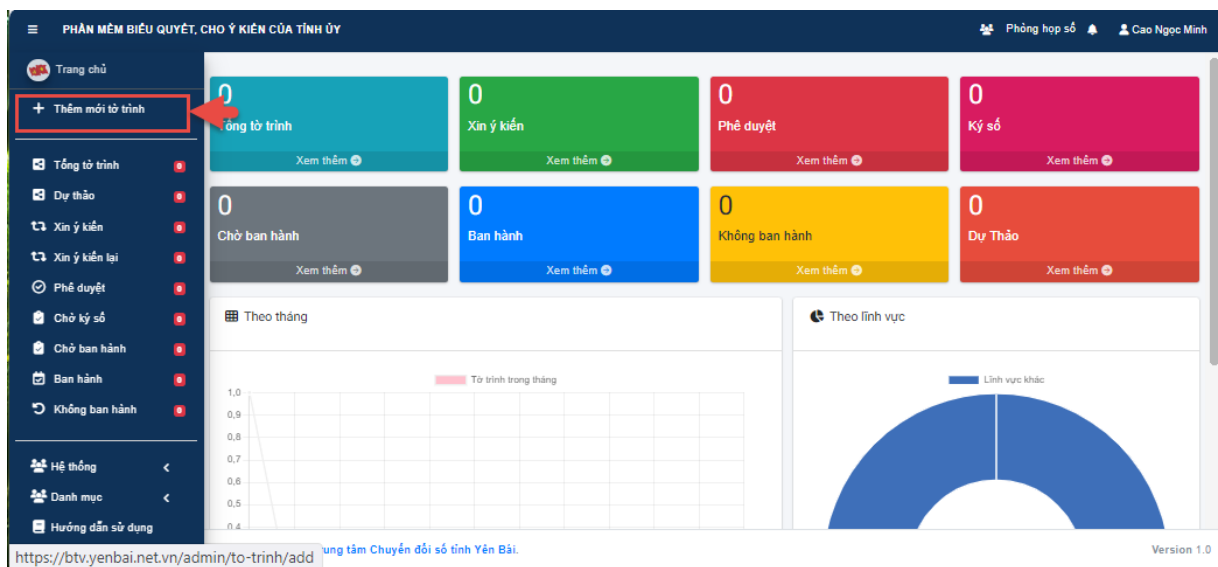 PHẦN MỀM BIỂU QUYẾT, CHO Ý KIẾN CỦA TỈNH ỦY
Phòng họp số
Cao Ngọc Minh
Trang chủ
Thêm mới tờ trình
Tổng tờ trình 0
Dự thảo 0
Xin ý kiến 0
Xin ý kiến lại 0
Phê duyệt 0
Chờ ký số 0
Chờ ban hành 0
Ban hành 0
Không ban hành 0
Hệ thống
Danh mục
Hướng dẫn sử dụng
0
Tổng tờ trình
Xem thêm
0
Xin ý kiến
Xem thêm
0
Phê duyệt
Xem thêm
0
Ký số
Xem thêm
0
Chờ ban hành
Xem thêm
0
Ban hành
Xem thêm
0
Không ban hành
Xem thêm
0
Dự Thảo
Xem thêm
Theo tháng
Tờ trình trong tháng
1,0
0,9
0,8
0,7
0,6
0,5
0,4
Theo lĩnh vực
Lĩnh vực khác
https://btv.yenbai.net.vn/admin/to-trinh/add
tâm Chuyển đổi số tỉnh Yên Bái.
Version 1.0